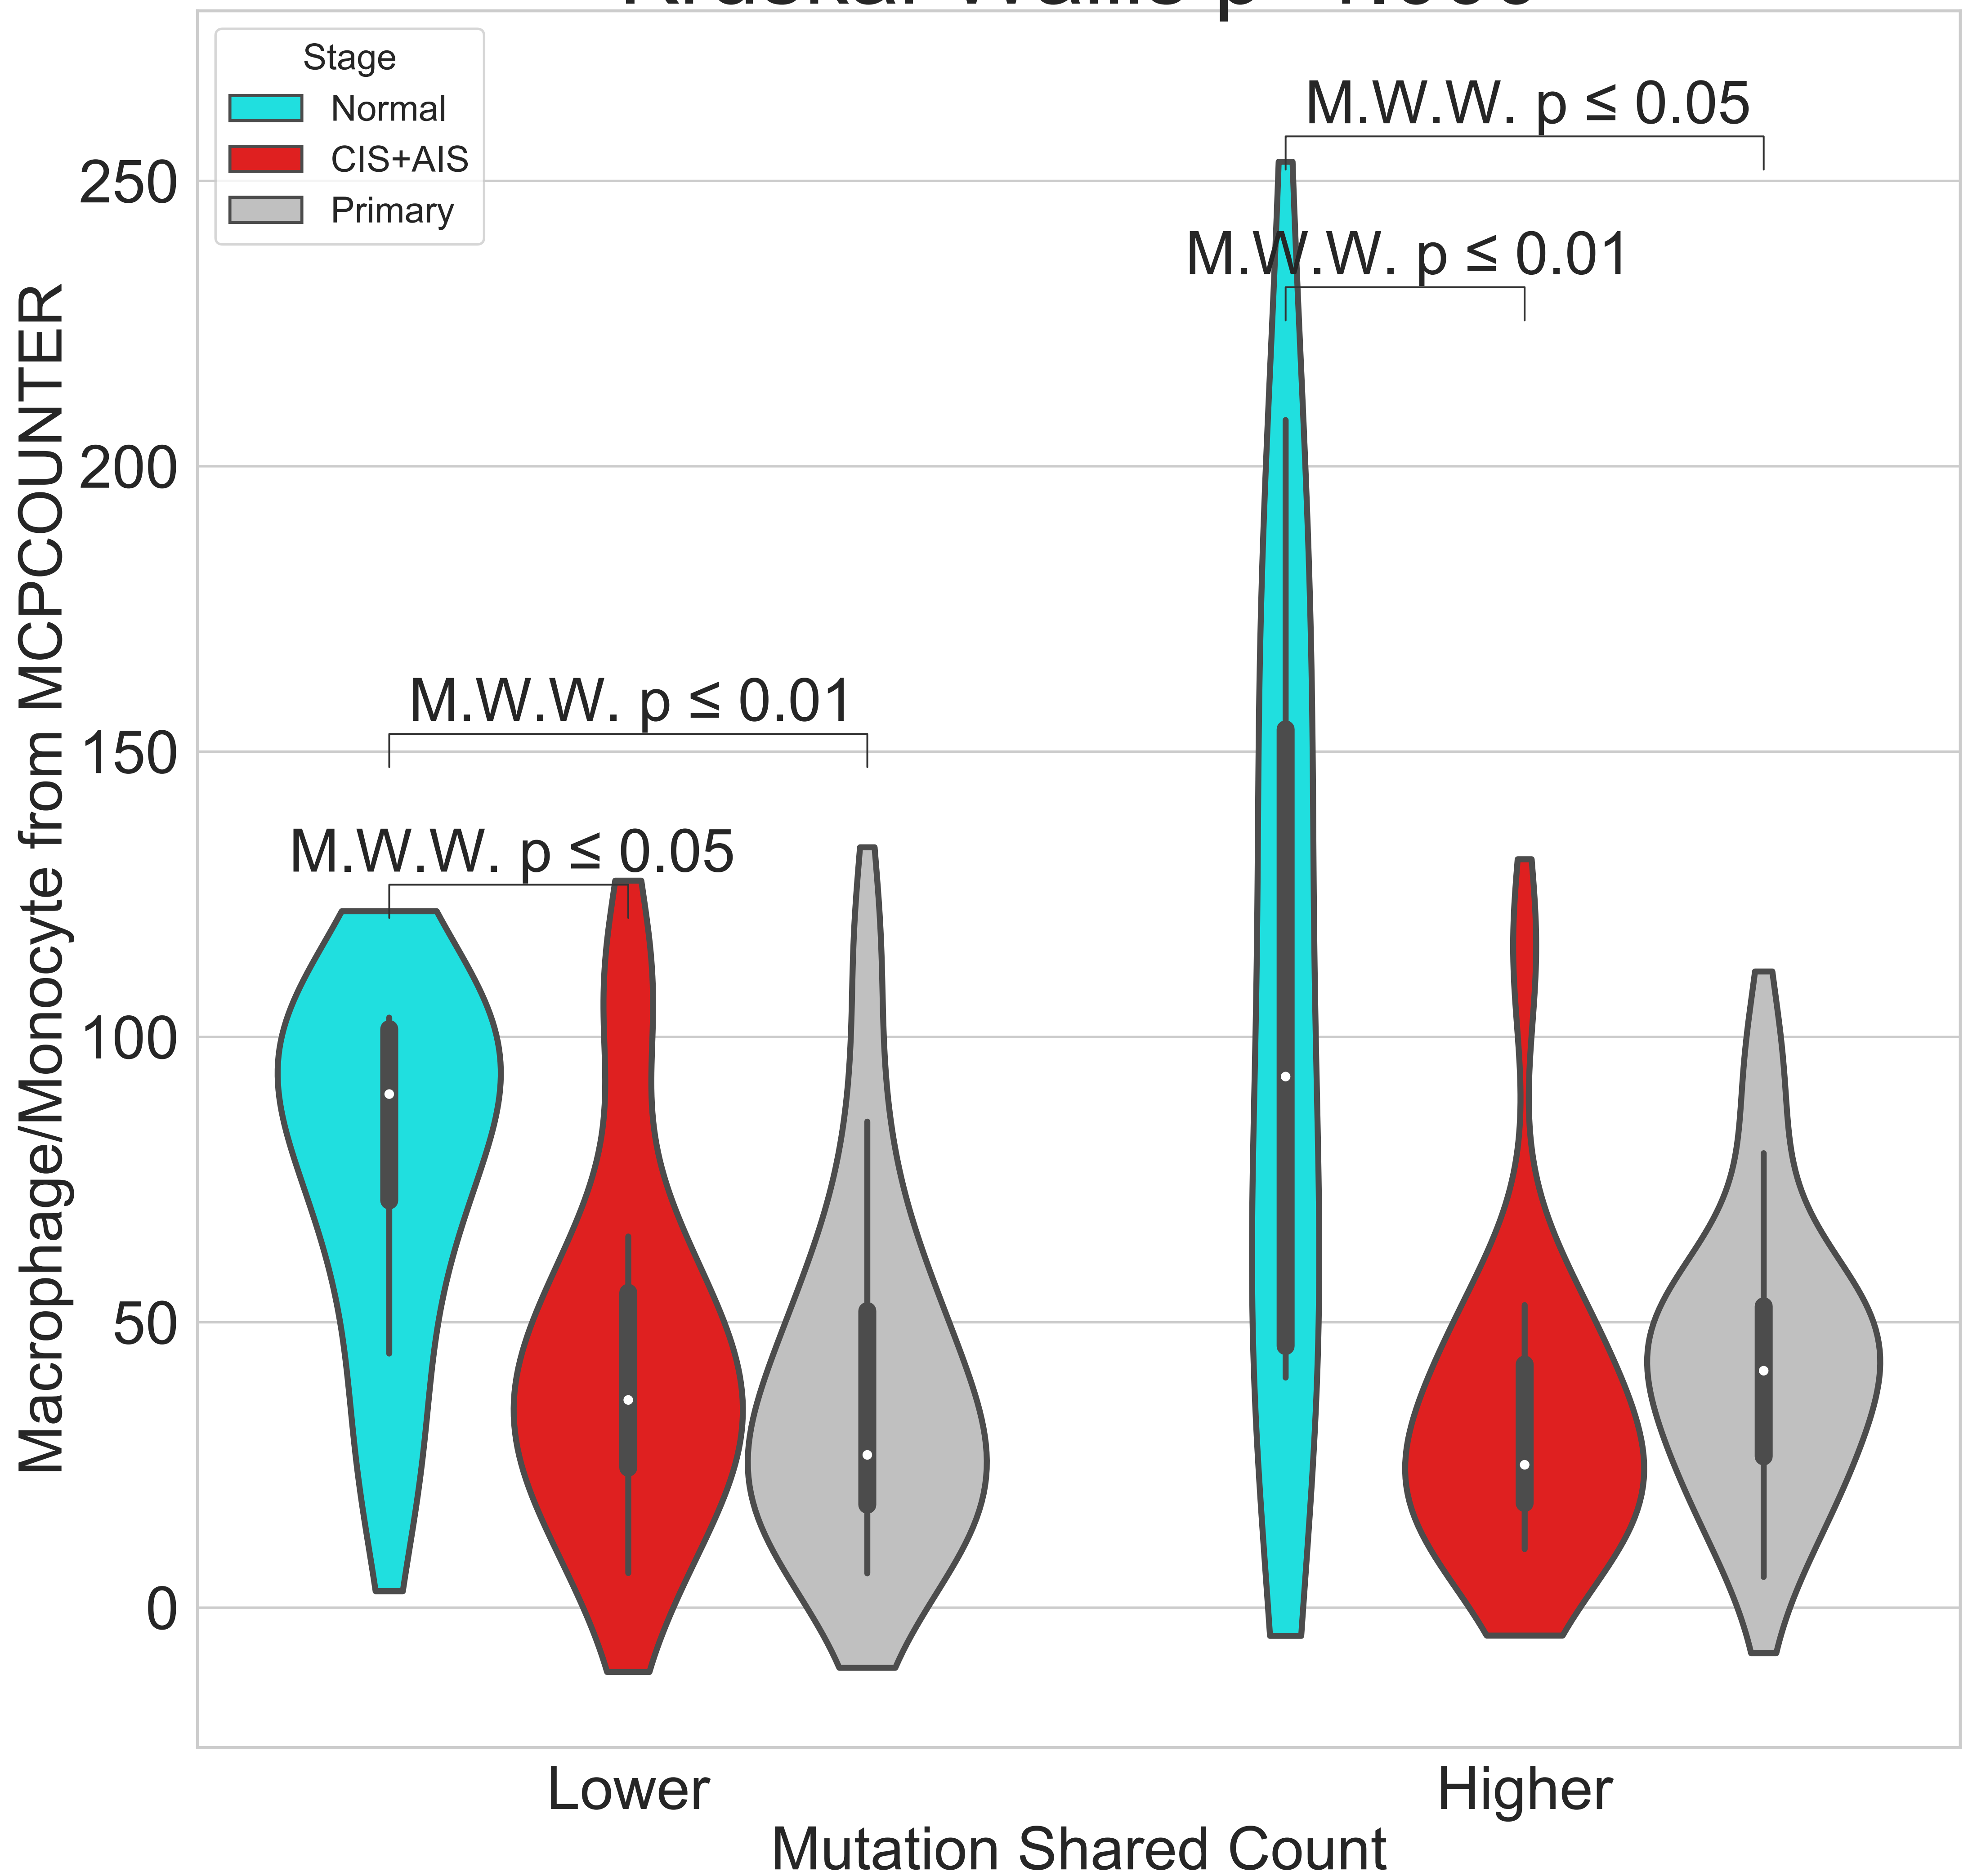 Stage
Normal
CIS+AIS
Primary
M.W.W. p ≤ 0.05
M.W.W. p ≤ 0.01
M.W.W. p ≤ 0.01
M.W.W. p ≤ 0.05
250
200
150
100
50
0
Macrophage/Monocyte from MCPCOUNTER
Lower
Higher
Mutation Shared Count